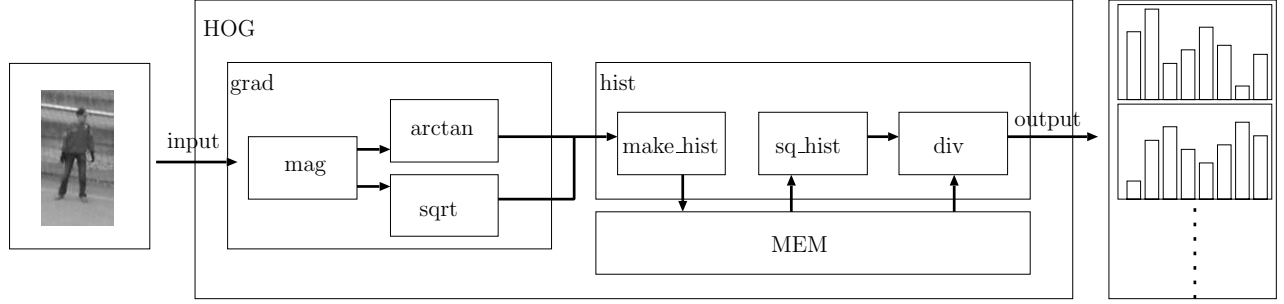 HOG
grad
hist
input
mag
arctan
sqrt
make_hist
sq_hist
div
output
MEM